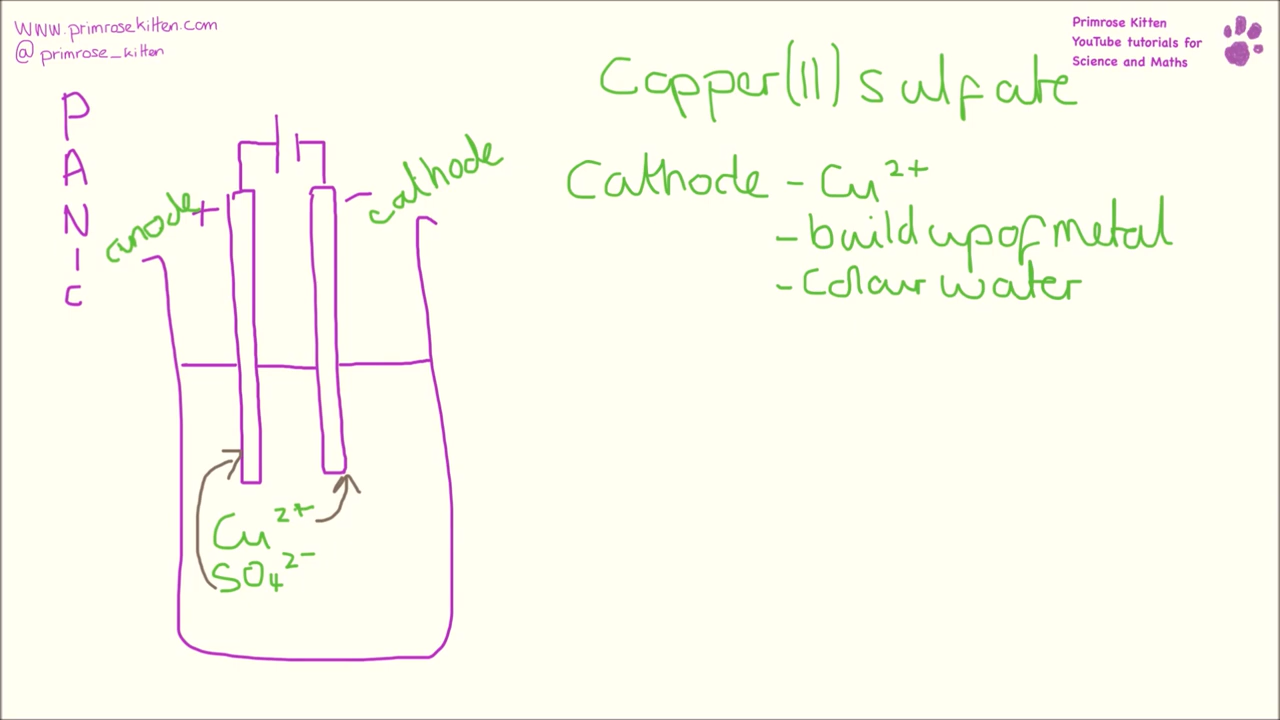 www.primrosekitten.com
@primrose_kitten
Primrose Kitten
YouTube tutorials for
Science and Maths
Copper(II) sulfate
P
A
N
I
C
anode +
- cathode
Cathode - Cu²⁺
- build up of metal
- Colour water
Cu²⁺
SO₄²⁻